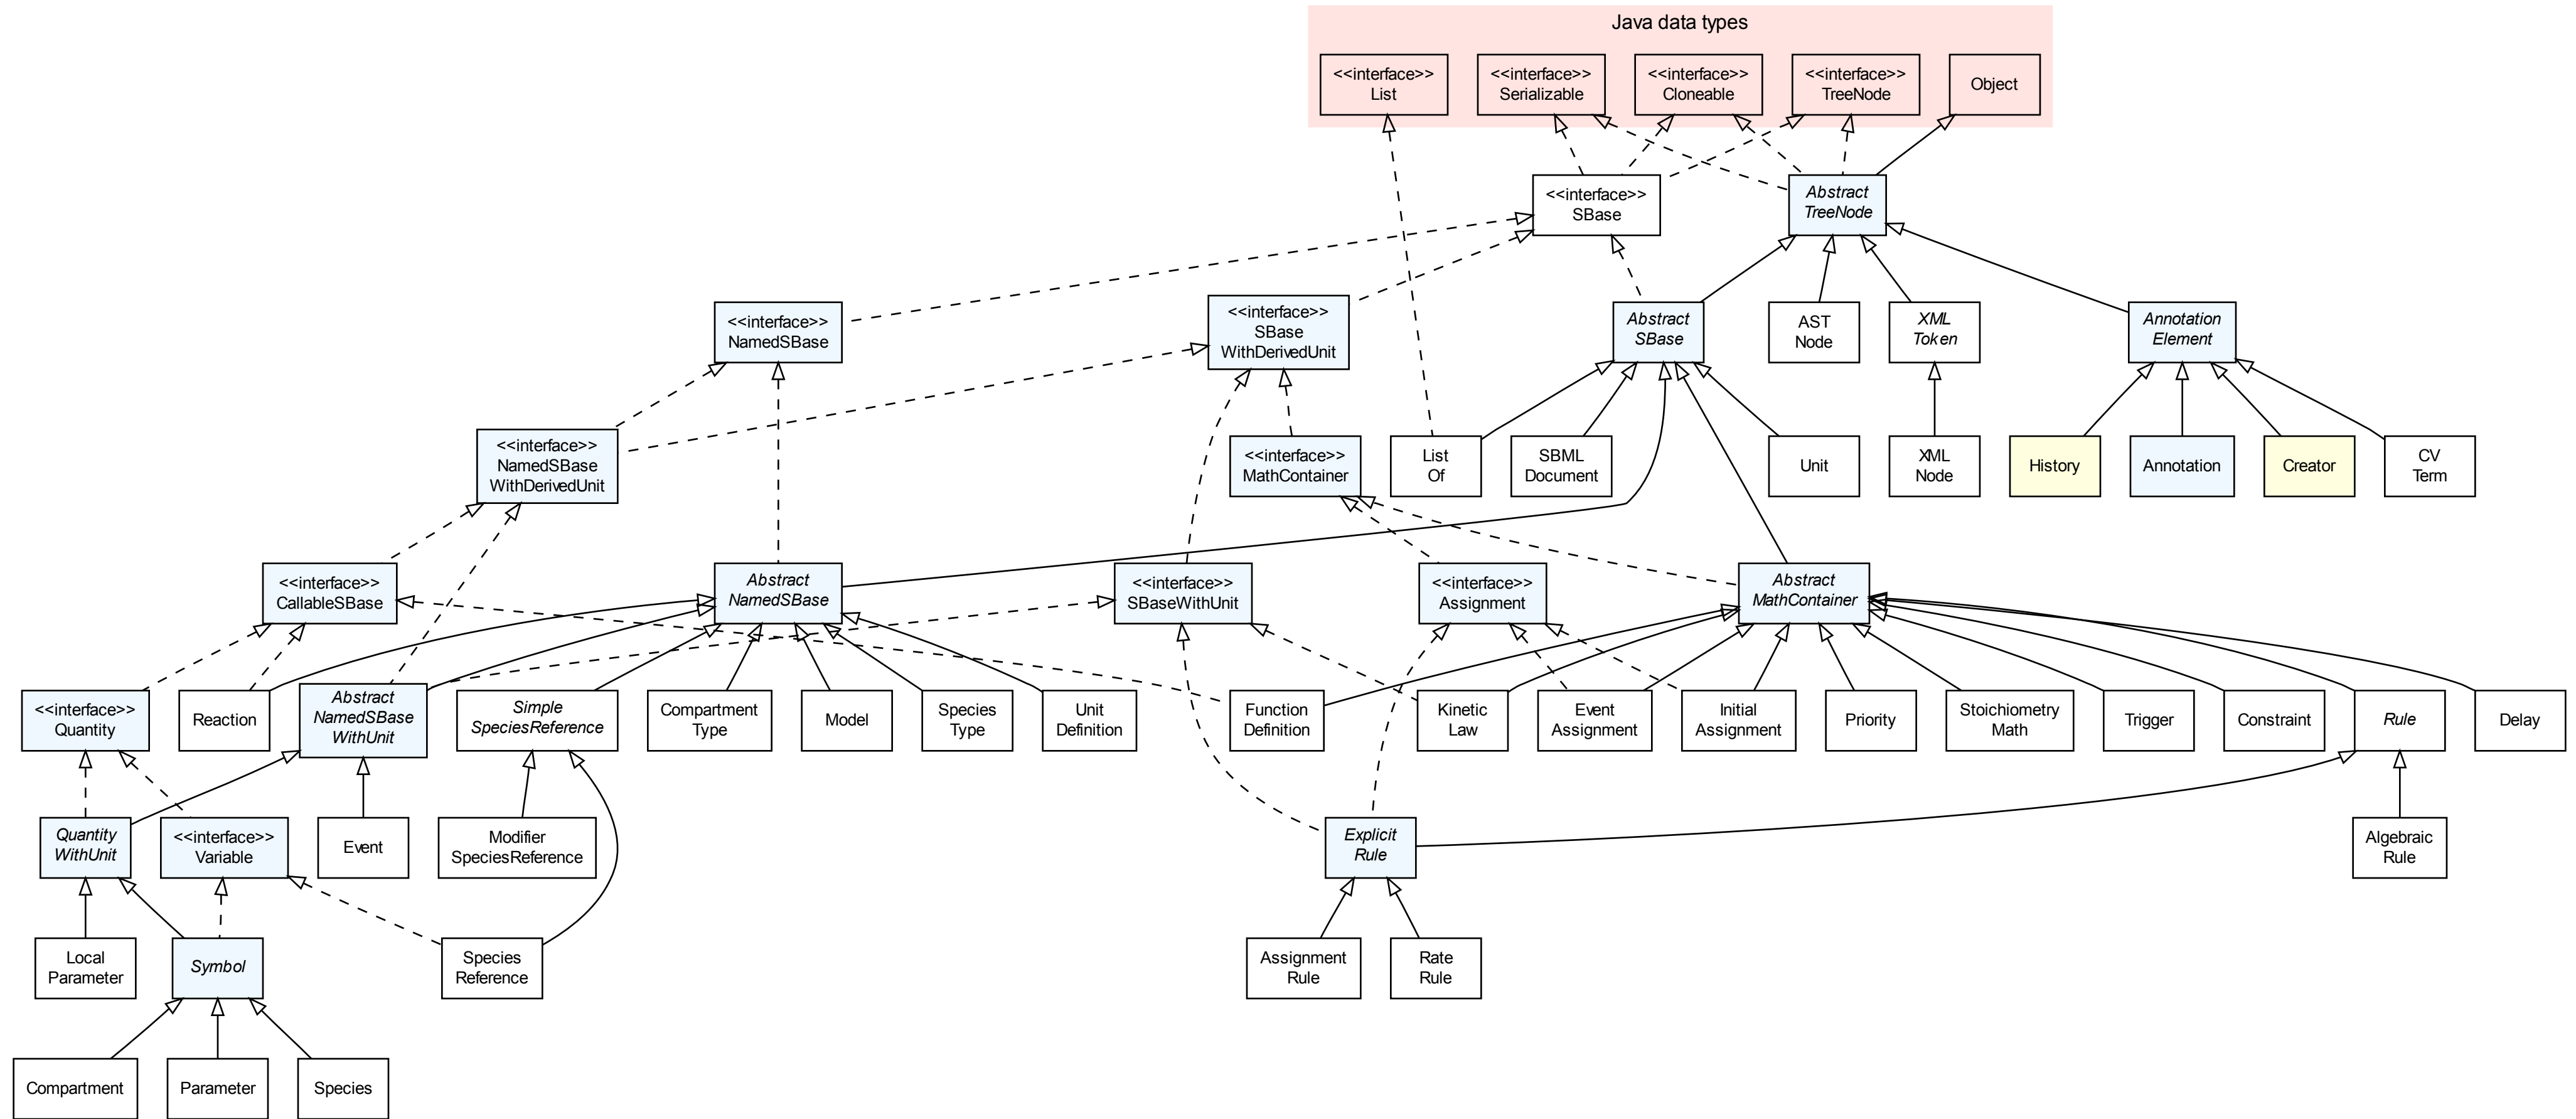 Java data types
<<interface>>
List
<<interface>>
Serializable
<<interface>>
Cloneable
<<interface>>
TreeNode
Object
<<interface>>
SBase
Abstract
TreeNode
<<interface>>
NamedSBase
<<interface>>
SBase
WithDerivedUnit
Abstract
SBase
AST
Node
XML
Token
Annotation
Element
<<interface>>
NamedSBase
WithDerivedUnit
<<interface>>
MathContainer
List
Of
SBML
Document
Unit
XML
Node
History
Annotation
Creator
CV
Term
<<interface>>
CallableSBase
Abstract
NamedSBase
<<interface>>
SBaseWithUnit
<<interface>>
Assignment
Abstract
MathContainer
<<interface>>
Quantity
Reaction
Abstract
NamedSBase
WithUnit
Simple
SpeciesReference
Compartment
Type
Model
Species
Type
Unit
Definition
Function
Definition
Kinetic
Law
Event
Assignment
Initial
Assignment
Priority
Stoichiometry
Math
Trigger
Constraint
Rule
Delay
Quantity
WithUnit
<<interface>>
Variable
Event
Modifier
SpeciesReference
Explicit
Rule
Algebraic
Rule
Local
Parameter
Symbol
Species
Reference
Assignment
Rule
Rate
Rule
Compartment
Parameter
Species